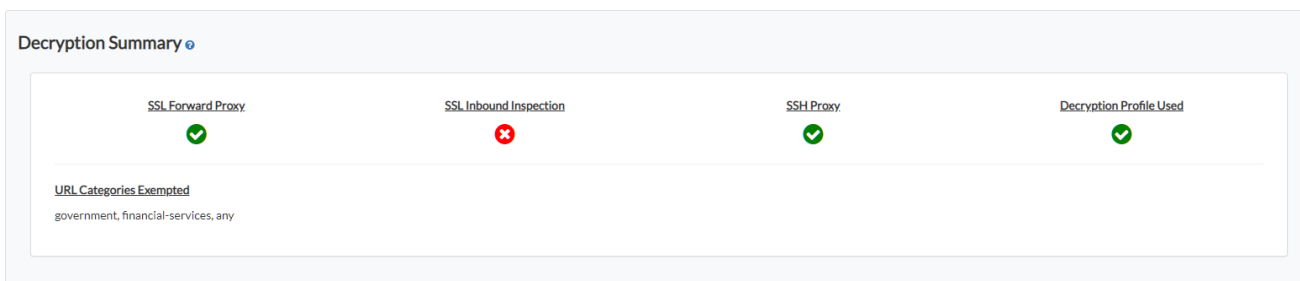 Decryption Summary
SSL Forward Proxy
SSL Inbound Inspection
SSH Proxy
Decryption Profile Used
URL Categories Exempted
government, financial-services, any